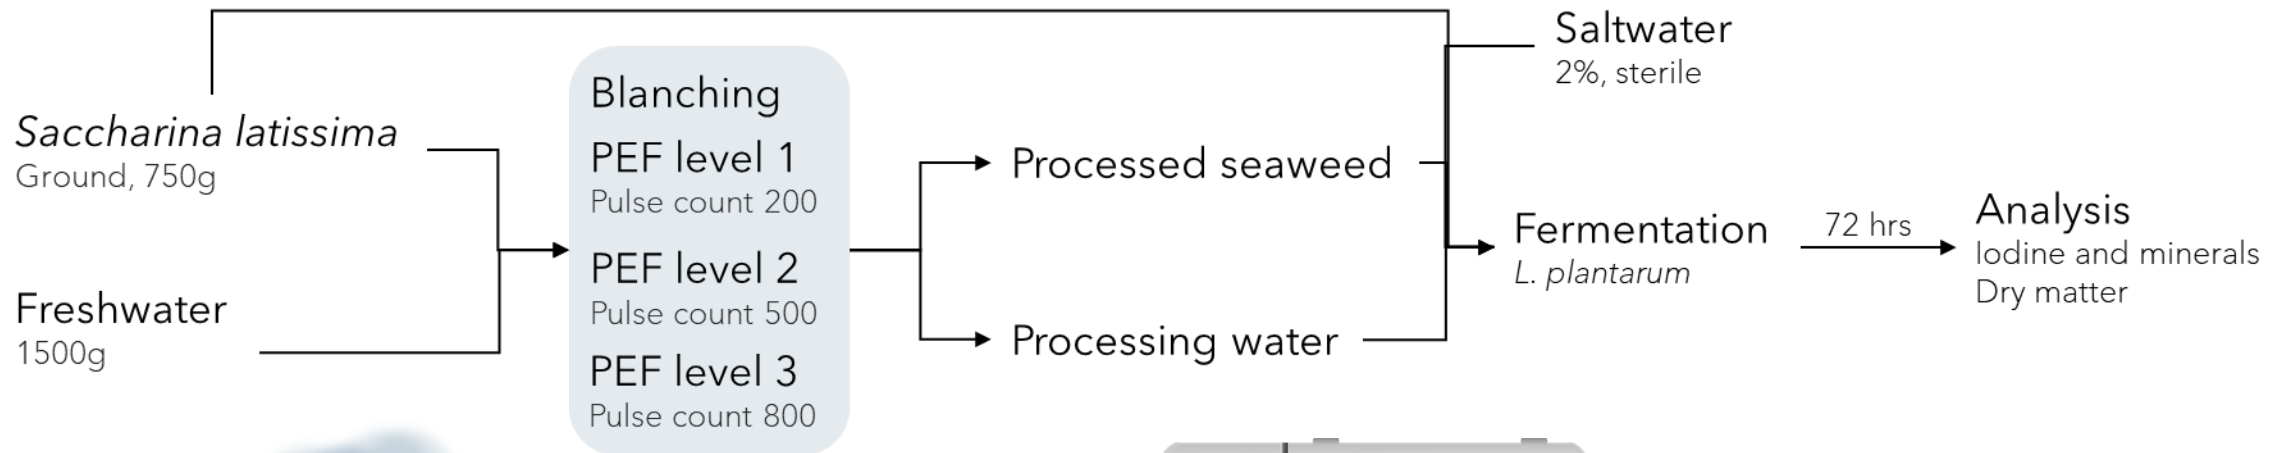 Saccharina latissima
Ground, 750g
Freshwater
1500g
Blanching
PEF level 1
Pulse count 200
PEF level 2
Pulse count 500
PEF level 3
Pulse count 800
Processed seaweed
Processing water
Saltwater
2%, sterile
Fermentation
L. plantarum
72 hrs
Analysis
Iodine and minerals
Dry matter